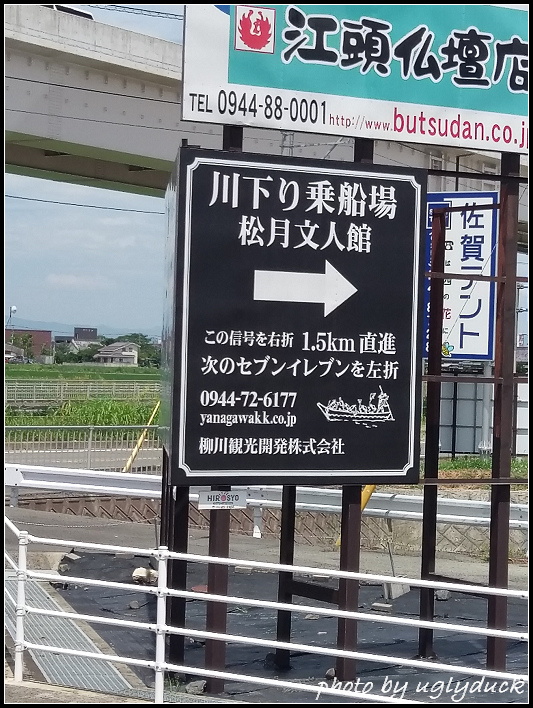 江頭仏壇店
TEL 0944-88-0001 http://www.butsudan.co.jp
川下り乗船場
松月文人館
この信号を右折 1.5km 直進
次のセブンイレブンを左折
0944-72-6177
yanagawakk.co.jp
柳川観光開発株式会社
佐賀テント
HIROSYO
photo by uglyduck